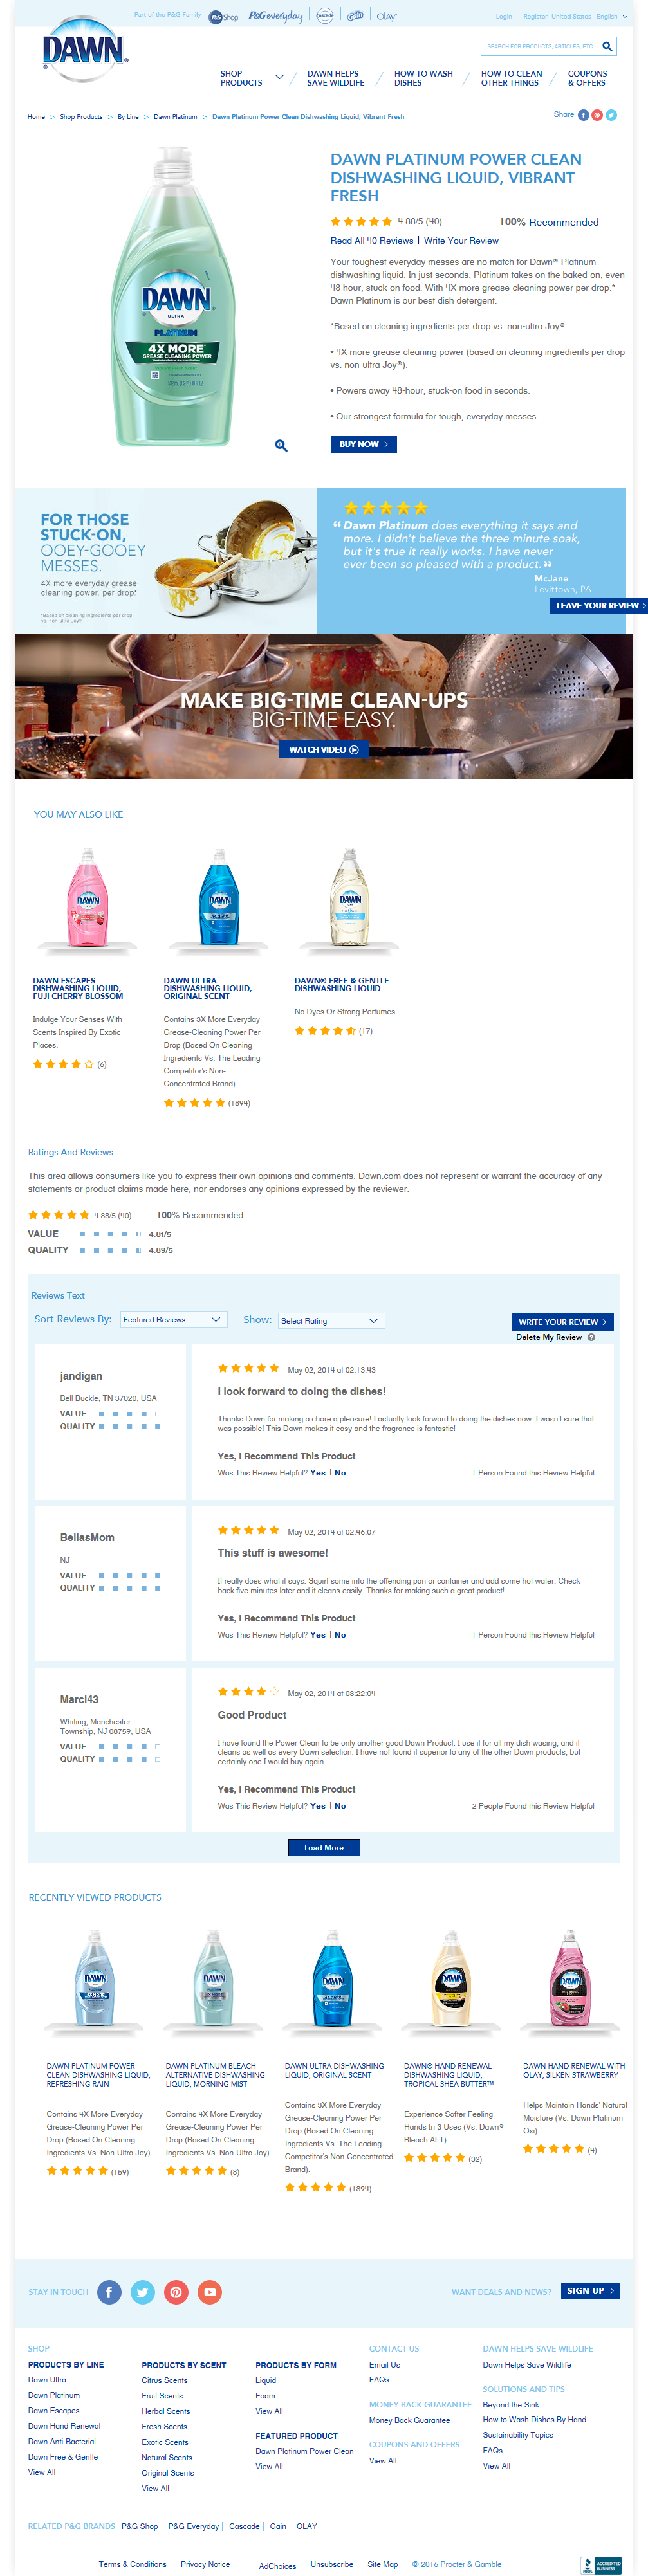 Part of the P&G Family
P&G Shop
P&G everyday
Cascade
Gain
OLAY
Login | Register United States - English
DAWN
SEARCH FOR PRODUCTS, ARTICLES, ETC
SHOP PRODUCTS
DAWN HELPS SAVE WILDLIFE
HOW TO WASH DISHES
HOW TO CLEAN OTHER THINGS
COUPONS & OFFERS
Home > Shop Products > By Line > Dawn Platinum > Dawn Platinum Power Clean Dishwashing Liquid, Vibrant Fresh
Share
DAWN PLATINUM POWER CLEAN
DISHWASHING LIQUID, VIBRANT
FRESH
4.88/5 (40) 100% Recommended
Read All 40 Reviews | Write Your Review
Your toughest everyday messes are no match for Dawn® Platinum
dishwashing liquid. In just seconds, Platinum takes on the baked-on, even
48 hour, stuck-on food. With 4X more grease-cleaning power per drop.*
Dawn Platinum is our best dish detergent.
*Based on cleaning ingredients per drop vs. non-ultra Joy®.
• 4X more grease-cleaning power (based on cleaning ingredients per drop
vs. non-ultra Joy®).
• Powers away 48-hour, stuck-on food in seconds.
• Our strongest formula for tough, everyday messes.
BUY NOW
DAWN
ULTRA
PLATINUM
4X MORE
GREASE CLEANING POWER
FOR THOSE
STUCK-ON,
OOEY-GOOEY
MESSES.
4X more everyday grease
cleaning power, per drop*
*Based on cleaning ingredients per drop
vs. non-ultra Joy®
“Dawn Platinum does everything it says and
more. I didn't believe the three minute soak,
but it's true it really works. I have never
ever been so pleased with a product.”
McJane
Levittown, PA
LEAVE YOUR REVIEW
MAKE BIG-TIME CLEAN-UPS
BIG-TIME EASY.
WATCH VIDEO
YOU MAY ALSO LIKE
DAWN
DAWN
DAWN
DAWN ESCAPES
DISHWASHING LIQUID,
FUJI CHERRY BLOSSOM
Indulge Your Senses With
Scents Inspired By Exotic
Places.
(6)
DAWN ULTRA
DISHWASHING LIQUID,
ORIGINAL SCENT
Contains 3X More Everyday
Grease-Cleaning Power Per
Drop (Based On Cleaning
Ingredients Vs. The Leading
Competitor's Non-
Concentrated Brand).
(1894)
DAWN® FREE & GENTLE
DISHWASHING LIQUID
No Dyes Or Strong Perfumes
(17)
Ratings And Reviews
This area allows consumers like you to express their own opinions and comments. Dawn.com does not represent or warrant the accuracy of any
statements or product claims made here, nor endorses any opinions expressed by the reviewer.
4.88/5 (40) 100% Recommended
VALUE 4.81/5
QUALITY 4.89/5
Reviews Text
Sort Reviews By: Featured Reviews Show: Select Rating
WRITE YOUR REVIEW
Delete My Review ?
jandigan
Bell Buckle, TN 37020, USA
VALUE
QUALITY
May 02, 2014 at 02:13:43
I look forward to doing the dishes!
Thanks Dawn for making a chore a pleasure! I actually look forward to doing the dishes now. I wasn't sure that
was possible! This Dawn makes it easy and the fragrance is fantastic!
Yes, I Recommend This Product
Was This Review Helpful? Yes | No 1 Person Found this Review Helpful
BellasMom
NJ
VALUE
QUALITY
May 02, 2014 at 02:46:07
This stuff is awesome!
It really does what it says. Squirt some into the offending pan or container and add some hot water. Check
back five minutes later and it cleans easily. Thanks for making such a great product!
Yes, I Recommend This Product
Was This Review Helpful? Yes | No 1 Person Found this Review Helpful
Marci43
Whiting, Manchester
Township, NJ 08759, USA
VALUE
QUALITY
May 02, 2014 at 03:22:04
Good Product
I have found the Power Clean to be only another good Dawn Product. I use it for all my dish wasing, and it
cleans as well as every Dawn selection. I have not found it superior to any of the other Dawn products, but
certainly one I would buy again.
Yes, I Recommend This Product
Was This Review Helpful? Yes | No 2 People Found this Review Helpful
Load More
RECENTLY VIEWED PRODUCTS
DAWN
DAWN
DAWN
DAWN
DAWN
DAWN PLATINUM POWER
CLEAN DISHWASHING LIQUID,
REFRESHING RAIN
Contains 4X More Everyday
Grease-Cleaning Power Per
Drop (Based On Cleaning
Ingredients Vs. Non-Ultra Joy).
(159)
DAWN PLATINUM BLEACH
ALTERNATIVE DISHWASHING
LIQUID, MORNING MIST
Contains 4X More Everyday
Grease-Cleaning Power Per
Drop (Based On Cleaning
Ingredients Vs. Non-Ultra Joy).
(8)
DAWN ULTRA DISHWASHING
LIQUID, ORIGINAL SCENT
Contains 3X More Everyday
Grease-Cleaning Power Per
Drop (Based On Cleaning
Ingredients Vs. The Leading
Competitor's Non-Concentrated
Brand).
(1894)
DAWN® HAND RENEWAL
DISHWASHING LIQUID,
TROPICAL SHEA BUTTER™
Experience Softer Feeling
Hands In 3 Uses (Vs. Dawn®
Bleach ALT).
(32)
DAWN HAND RENEWAL WITH
OLAY, SILKEN STRAWBERRY
Helps Maintain Hands' Natural
Moisture (Vs. Dawn Platinum
Oxi)
(4)
STAY IN TOUCH
WANT DEALS AND NEWS? SIGN UP
SHOP
PRODUCTS BY LINE
Dawn Ultra
Dawn Platinum
Dawn Escapes
Dawn Hand Renewal
Dawn Anti-Bacterial
Dawn Free & Gentle
View All
PRODUCTS BY SCENT
Citrus Scents
Fruit Scents
Herbal Scents
Fresh Scents
Exotic Scents
Natural Scents
Original Scents
View All
PRODUCTS BY FORM
Liquid
Foam
View All
FEATURED PRODUCT
Dawn Platinum Power Clean
View All
CONTACT US
Email Us
FAQs
MONEY BACK GUARANTEE
Money Back Guarantee
COUPONS AND OFFERS
View All
DAWN HELPS SAVE WILDLIFE
Dawn Helps Save Wildlife
SOLUTIONS AND TIPS
Beyond the Sink
How to Wash Dishes By Hand
Sustainability Topics
FAQs
View All
RELATED P&G BRANDS P&G Shop | P&G Everyday | Cascade | Gain | OLAY
Terms & Conditions Privacy Notice AdChoices Unsubscribe Site Map © 2016 Procter & Gamble
BBB ACCREDITED BUSINESS